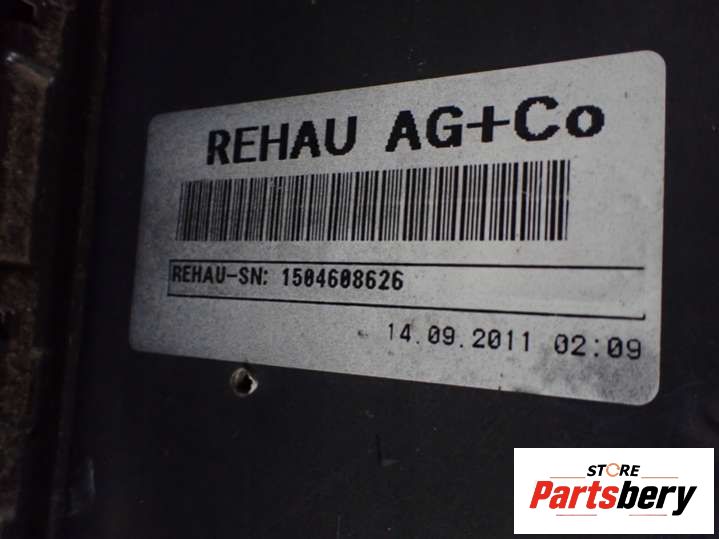 REHAU AG+Co
REHAU-SN: 1504608626
14.09.2011 02:09
STORE
Partsbery